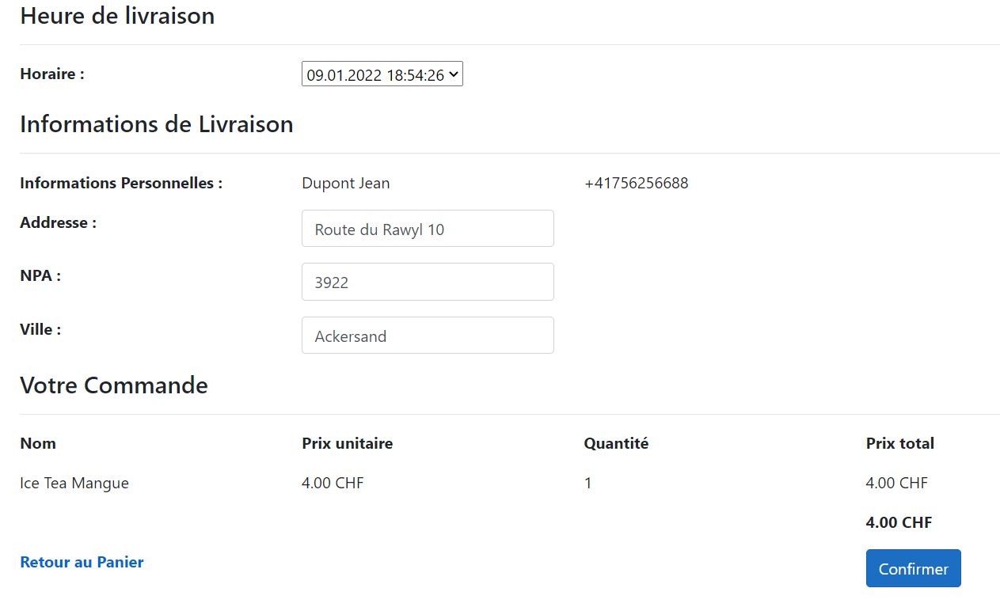 Heure de livraison
Horaire : 09.01.2022 18:54:26
Informations de Livraison
Informations Personnelles : Dupont Jean +41756256688
Addresse : Route du Rawyl 10
NPA : 3922
Ville : Ackersand
Votre Commande
Nom Prix unitaire Quantité Prix total
Ice Tea Mangue 4.00 CHF 1 4.00 CHF
4.00 CHF
Retour au Panier Confirmer